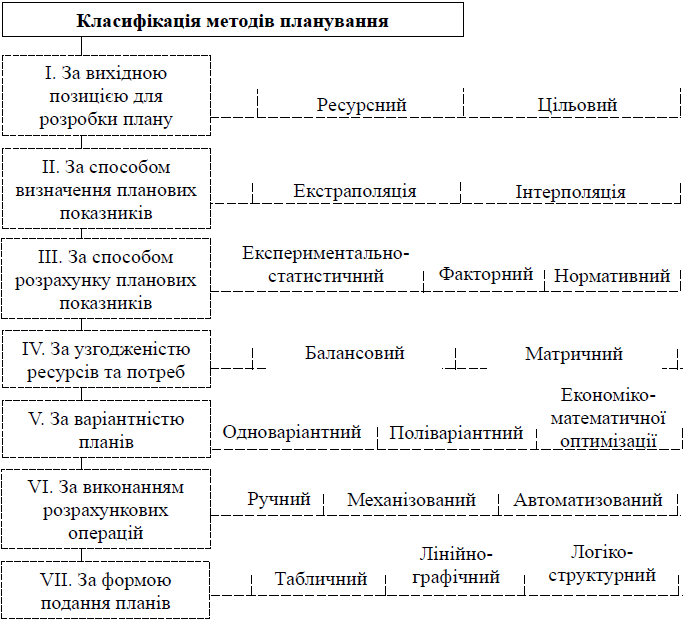 Класифікація методів планування
І. За вихідною
позицією для
розробки плану
Ресурсний
Цільовий
ІІ. За способом
визначення планових
показників
Екстраполяція
Інтерполяція
ІІІ. За способом
розрахунку планових
показників
Експериментально-
статистичний
Факторний
Нормативний
IV. За узгодженістю
ресурсів та потреб
Балансовий
Матричний
V. За варіантністю
планів
Одноваріантний
Поліваріантний
Економіко-
математичної
оптимізації
VI. За виконанням
розрахункових
операцій
Ручний
Механізований
Автоматизований
VII. За формою
подання планів
Табличний
Лінійно-
графічний
Логіко-
структурний